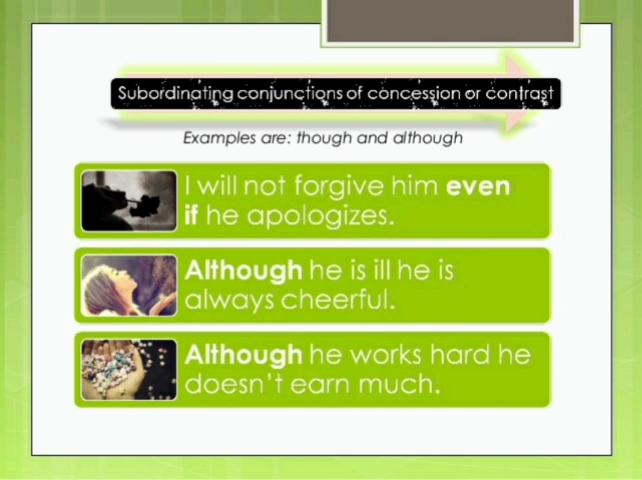 Subordinating conjunctions of concession or contrast
Examples are: though and although
I will not forgive him even
if he apologizes.
Although he is ill he is
always cheerful.
Although he works hard he
doesn't earn much.